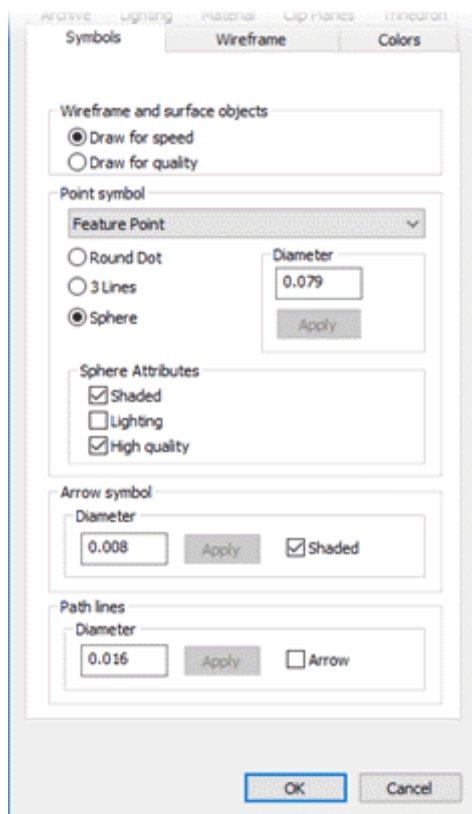 Archive Lighting Material Clip Planes Trihedron
Symbols Wireframe Colors
Wireframe and surface objects
Draw for speed
Draw for quality
Point symbol
Feature Point
Round Dot
3 Lines
Sphere
Diameter
0.079
Apply
Sphere Attributes
Shaded
Lighting
High quality
Arrow symbol
Diameter
0.008 Apply Shaded
Path lines
Diameter
0.016 Apply Arrow
OK Cancel